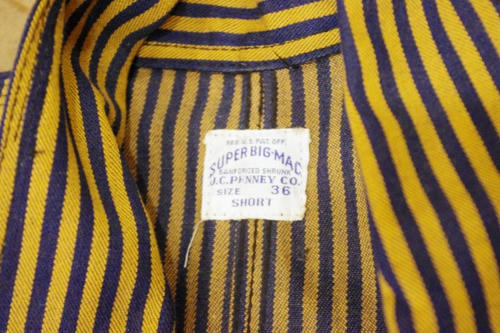 REG. U.S. PAT. OFF.
SUPER BIG-MAC
SANFORIZED SHRUNK
J.C. PENNEY CO.
SIZE 36
SHORT